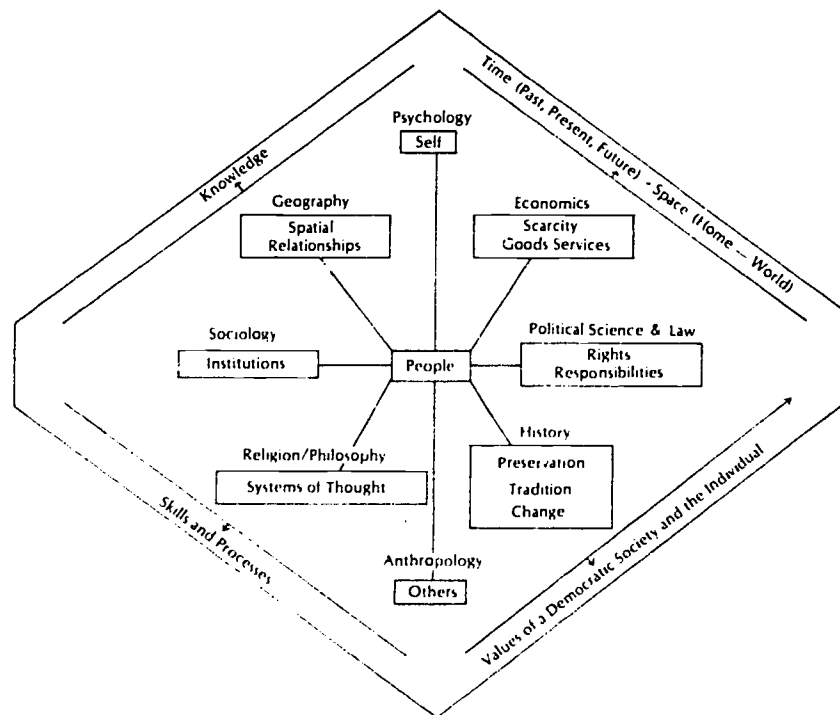 Knowledge
Time (Past, Present, Future) - Space (Home — World)
Psychology
Self
Geography
Spatial
Relationships
Economics
Scarcity
Goods Services
Sociology
Institutions
People
Political Science & Law
Rights
Responsibilities
Religion/Philosophy
Systems of Thought
History
Preservation
Tradition
Change
Anthropology
Others
Skills and Processes
Values of a Democratic Society and the Individual